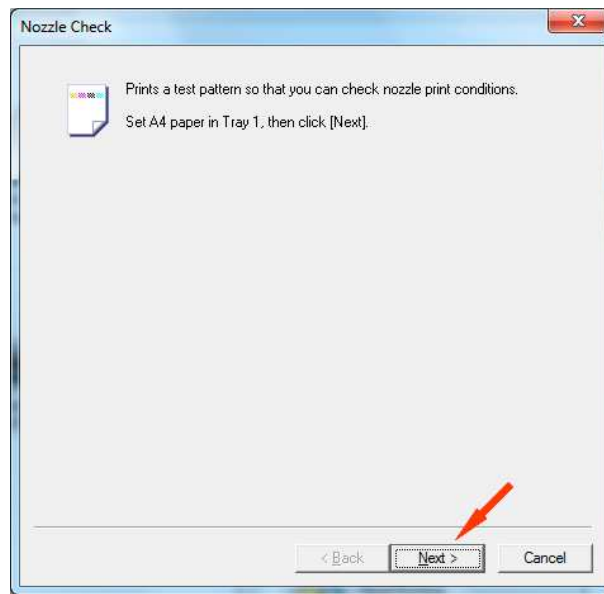 Nozzle Check
Prints a test pattern so that you can check nozzle print conditions.
Set A4 paper in Tray 1, then click [Next].
< Back Next > Cancel